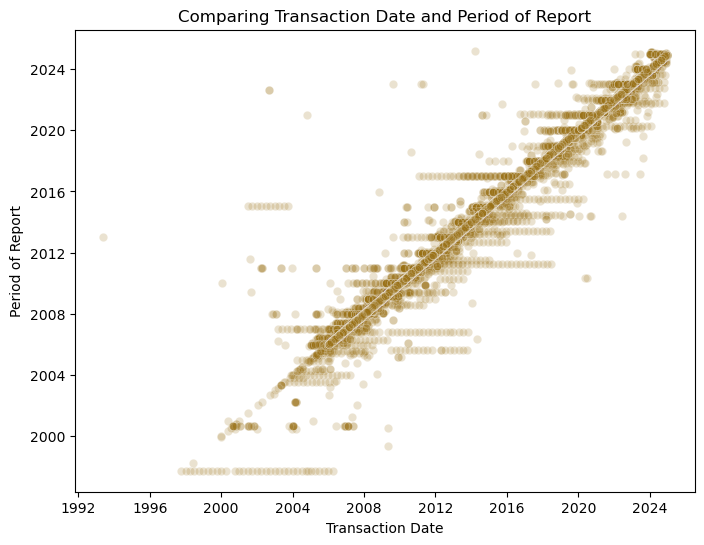 Comparing Transaction Date and Period of Report
Period of Report
2024
2020
2016
2012
2008
2004
2000
1992 1996 2000 2004 2008 2012 2016 2020 2024
Transaction Date